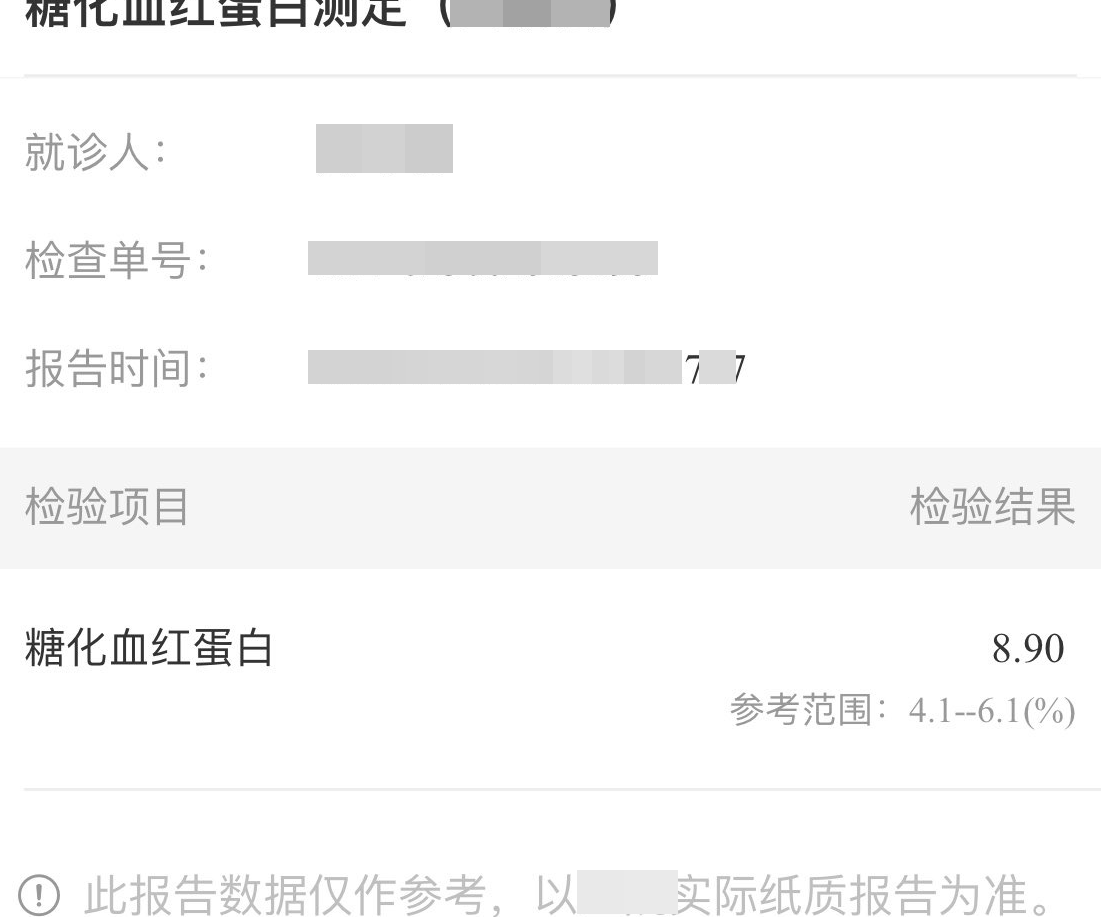 糖化血红蛋白测定（）
就诊人：
检查单号：
报告时间： 7 7
检验项目 检验结果
糖化血红蛋白 8.90
参考范围：4.1--6.1(%)
此报告数据仅作参考，以 实际纸质报告为准。